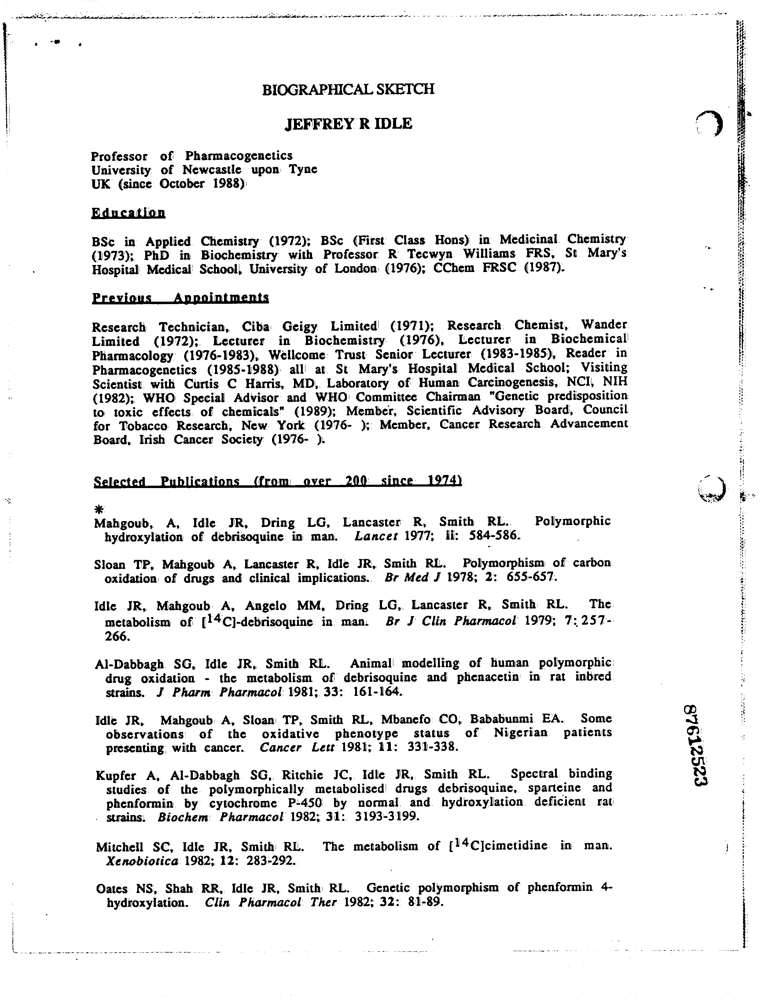 BIOGRAPHICAL SKETCH
JEFFREY R IDLE
Professor of Pharmacogenetics
University of Newcastle upon Tyne
UK (since October 1988)
Education
BSc in Applied Chemistry (1972); BSc (First Class Hons) in Medicinal Chemistry
(1973); PhD in Biochemistry with Professor R Tecwyn Williams FRS, St Mary's
Hospital Medical School, University of London (1976); CChem FRSC (1987).
Previous Appointments
Research Technician, Ciba Geigy Limited (1971); Research Chemist, Wander
Limited (1972); Lecturer in Biochemistry (1976), Lecturer in Biochemical
Pharmacology (1976-1983), Wellcome Trust Senior Lecturer (1983-1985), Reader in
Pharmacogenetics (1985-1988) all at St Mary's Hospital Medical School; Visiting
Scientist with Curtis C Harris, MD, Laboratory of Human Carcinogenesis, NCI, NIH
(1982); WHO Special Advisor and WHO Committee Chairman "Genetic predisposition
to toxic effects of chemicals" (1989); Member, Scientific Advisory Board, Council
for Tobacco Research, New York (1976- ); Member, Cancer Research Advancement
Board, Irish Cancer Society (1976- ).
Selected Publications (from over 200 since 1974)
*
Mahgoub, A, Idle JR, Dring LG, Lancaster R, Smith RL. Polymorphic
hydroxylation of debrisoquine in man. Lancet 1977; ii: 584-586.
Sloan TP, Mahgoub A, Lancaster R, Idle JR, Smith RL. Polymorphism of carbon
oxidation of drugs and clinical implications. Br Med J 1978; 2: 655-657.
Idle JR, Mahgoub A, Angelo MM, Dring LG, Lancaster R, Smith RL. The
metabolism of [14C]-debrisoquine in man. Br J Clin Pharmacol 1979; 7: 257-
266.
Al-Dabbagh SG, Idle JR, Smith RL. Animal modelling of human polymorphic
drug oxidation - the metabolism of debrisoquine and phenacetin in rat inbred
strains. J Pharm Pharmacol 1981; 33: 161-164.
Idle JR, Mahgoub A, Sloan TP, Smith RL, Mbanefo CO, Bababunmi EA. Some
observations of the oxidative phenotype status of Nigerian patients
presenting with cancer. Cancer Lett 1981; 11: 331-338.
Kupfer A, Al-Dabbagh SG, Ritchie JC, Idle JR, Smith RL. Spectral binding
studies of the polymorphically metabolised drugs debrisoquine, sparteine and
phenformin by cytochrome P-450 by normal and hydroxylation deficient rat
strains. Biochem Pharmacol 1982; 31: 3193-3199.
Mitchell SC, Idle JR, Smith RL. The metabolism of [14C]cimetidine in man.
Xenobiotica 1982; 12: 283-292.
Oates NS, Shah RR, Idle JR, Smith RL. Genetic polymorphism of phenformin 4-
hydroxylation. Clin Pharmacol Ther 1982; 32: 81-89.
87612523